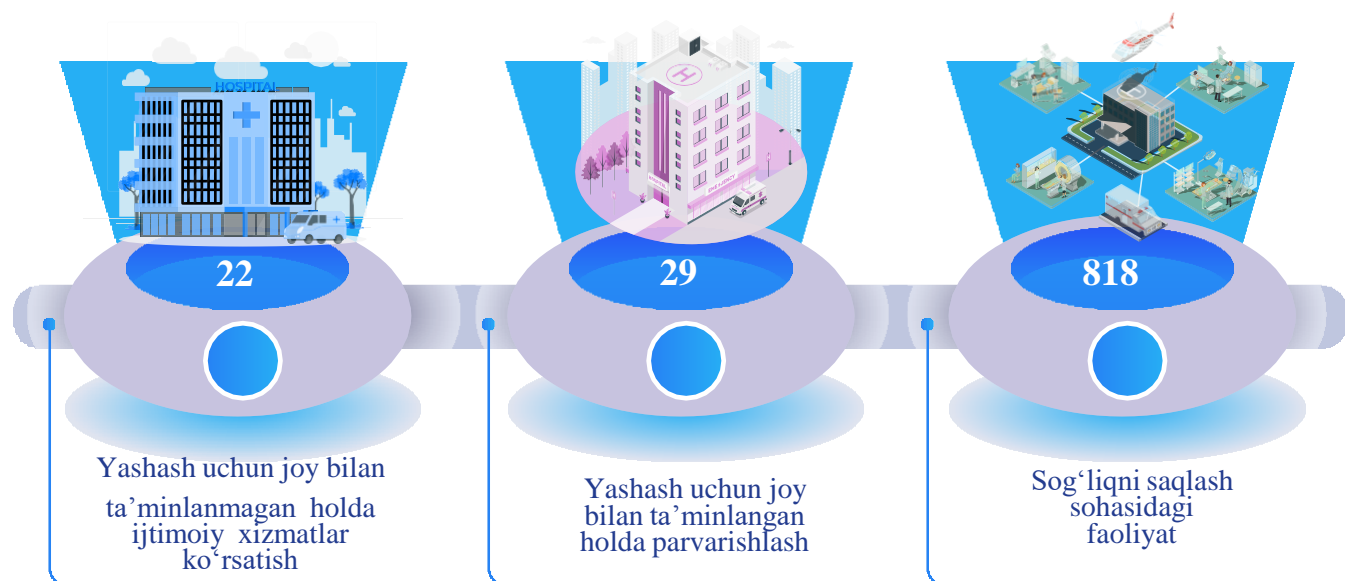 HOSPITAL
H
EMERGENCY
22
29
818
Yashash uchun joy bilan
ta’minlanmagan holda
ijtimoiy xizmatlar
ko‘rsatish
Yashash uchun joy
bilan ta’minlangan
holda parvarishlash
Sog‘liqni saqlash
sohasidagi
faoliyat